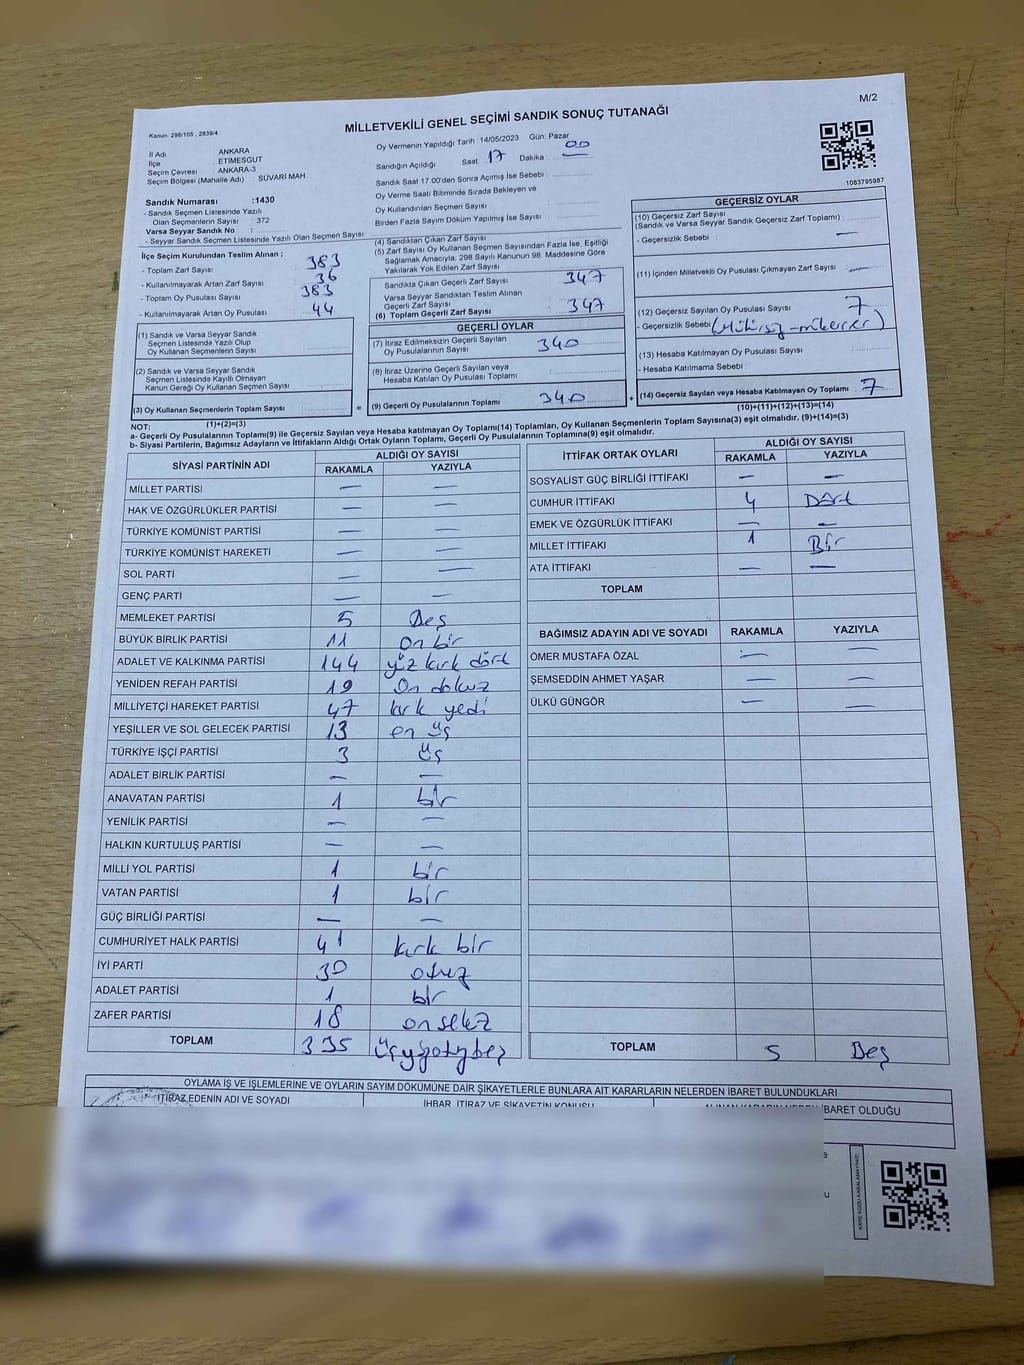 M/2
Kanun: 298/105 , 2839/4
MİLLETVEKİLİ GENEL SEÇİMİ SANDIK SONUÇ TUTANAĞI
İl Adı ANKARA
İlçe ETİMESGUT
Seçim Çevresi ANKARA-3
Seçim Bölgesi (Mahalle Adı) SÜVARİ MAH
Oy Vermenin Yapıldığı Tarih :14/05/2023 Gün: Pazar
Sandığın Açıldığı Saat 17 Dakika : 00
Sandık Saat 17:00'den Sonra Açımış İse Sebebi :
Oy Verme Saati Bitiminde Sırada Bekleyen ve
Oy Kullandırılan Seçmen Sayısı
Birden Fazla Sayım Döküm Yapılmış İse Sayısı
1083795987
Sandık Numarası :1430
- Sandık Seçmen Listesinde Yazılı
Olan Seçmenlerin Sayısı : 372
Varsa Seyyar Sandık No :
- Seyyar Sandık Seçmen Listesinde Yazılı Olan Seçmen Sayısı
İlçe Seçim Kurulundan Teslim Alınan ;
- Toplam Zarf Sayısı 383
- Kullanılmayarak Artan Zarf Sayısı 36
- Toplam Oy Pusulası Sayısı 383
- Kullanılmayarak Artan Oy Pusulası 44
(4) Sandıktan Çıkan Zarf Sayısı
(5) Zarf Sayısı Oy Kullanan Seçmen Sayısından Fazla İse, Eşitliği
Sağlamak Amacıyla, 298 Sayılı Kanunun 98. Maddesine Göre
Yakılarak Yok Edilen Zarf Sayısı
Sandıkta Çıkan Geçerli Zarf Sayısı 347
Varsa Seyyar Sandıktan Teslim Alınan
Geçerli Zarf Sayısı
(6) Toplam Geçerli Zarf Sayısı 347
GEÇERSİZ OYLAR
(10) Geçersiz Zarf Sayısı
(Sandık ve Varsa Seyyar Sandık Geçersiz Zarf Toplamı) :
- Geçersizlik Sebebi : —
(11) İçinden Milletvekili Oy Pusulası Çıkmayan Zarf Sayısı —
(12) Geçersiz Sayılan Oy Pusulası Sayısı 7
- Geçersizlik Sebebi (Mühürsüz-mükerrer)
(13) Hesaba Katılmayan Oy Pusulası Sayısı :
- Hesaba Katılmama Sebebi :
(14) Geçersiz Sayılan veya Hesaba Katılmayan Oy Toplamı : 7
(10)+(11)+(12)+(13)=(14)
(1) Sandık ve Varsa Seyyar Sandık
Seçmen Listesinde Yazılı Olup
Oy Kullanan Seçmenlerin Sayısı
(2) Sandık ve Varsa Seyyar Sandık
Seçmen Listesinde Kayıtlı Olmayan
Kanun Gereği Oy Kullanan Seçmen Sayısı
(3) Oy Kullanan Seçmenlerin Toplam Sayısı
(1)+(2)=(3)
=
GEÇERLİ OYLAR
(7) İtiraz Edilmeksizin Geçerli Sayılan
Oy Pusulalarının Sayısı 340
(8) İtiraz Üzerine Geçerli Sayılan veya
Hesaba Katılan Oy Pusulası Toplamı
(9) Geçerli Oy Pusulalarının Toplamı 340
+
NOT:
a- Geçerli Oy Pusulalarının Toplamı(9) ile Geçersiz Sayılan veya Hesaba Katılmayan Oy Toplamı(14) Toplamları, Oy Kullanan Seçmenlerin Toplam Sayısına(3) eşit olmalıdır. (9)+(14)=(3)
b- Siyasi Partilerin, Bağımsız Adayların ve İttifakların Aldığı Ortak Oyların Toplamı, Geçerli Oy Pusulalarının Toplamına(9) eşit olmalıdır.
SİYASİ PARTİNİN ADI ALDIĞI OY SAYISI
RAKAMLA YAZIYLA
MİLLET PARTİSİ — —
HAK VE ÖZGÜRLÜKLER PARTİSİ — —
TÜRKİYE KOMÜNİST PARTİSİ — —
TÜRKİYE KOMÜNİST HAREKETİ — —
SOL PARTİ — —
GENÇ PARTİ — —
MEMLEKET PARTİSİ 5 Beş
BÜYÜK BİRLİK PARTİSİ 11 On bir
ADALET VE KALKINMA PARTİSİ 144 yüz kırk dört
YENİDEN REFAH PARTİSİ 19 On dokuz
MİLLİYETÇİ HAREKET PARTİSİ 47 kırk yedi
YEŞİLLER VE SOL GELECEK PARTİSİ 13 on üç
TÜRKİYE İŞÇİ PARTİSİ 3 üç
ADALET BİRLİK PARTİSİ — —
ANAVATAN PARTİSİ 1 bir
YENİLİK PARTİSİ — —
HALKIN KURTULUŞ PARTİSİ — —
MİLLİ YOL PARTİSİ 1 bir
VATAN PARTİSİ 1 bir
GÜÇ BİRLİĞİ PARTİSİ — —
CUMHURİYET HALK PARTİSİ 41 kırk bir
İYİ PARTİ 30 otuz
ADALET PARTİSİ 1 bir
ZAFER PARTİSİ 18 onsekiz
TOPLAM 335 üçyüzotuzbeş
İTTİFAK ORTAK OYLARI ALDIĞI OY SAYISI
RAKAMLA YAZIYLA
SOSYALİST GÜÇ BİRLİĞİ İTTİFAKI — —
CUMHUR İTTİFAKI 4 Dört
EMEK VE ÖZGÜRLÜK İTTİFAKI — —
MİLLET İTTİFAKI 1 Bir
ATA İTTİFAKI — —
TOPLAM
BAĞIMSIZ ADAYIN ADI VE SOYADI RAKAMLA YAZIYLA
ÖMER MUSTAFA ÖZAL — —
ŞEMSEDDİN AHMET YAŞAR — —
ÜLKÜ GÜNGÖR — —
TOPLAM 5 Beş
OYLAMA İŞ VE İŞLEMLERİNE VE OYLARIN SAYIM DÖKÜMÜNE DAİR ŞİKAYETLERLE BUNLARA AİT KARARLARIN NELERDEN İBARET BULUNDUKLARI
İTİRAZ EDENİN ADI VE SOYADI İHBAR, İTİRAZ VE ŞİKAYETİN KONUSU ALINAN KARARIN NEDEN İBARET OLDUĞU
KARE KODU KARALAMAYINIZ!